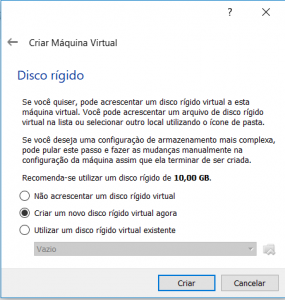 ?
Criar Máquina Virtual
Disco rígido
Se você quiser, pode acrescentar um disco rígido virtual a esta
máquina virtual. Você pode acrescentar um arquivo de disco rígido
virtual na lista ou selecionar outro local utilizando o ícone de pasta.
Se você deseja uma configuração de armazenamento mais complexa,
pode pular este passo e fazer as mudanças manualmente na
configuração da máquina assim que ela terminar de ser criada.
Recomenda-se utilizar um disco rígido de 10,00 GB.
Não acrescentar um disco rígido virtual
Criar um novo disco rígido virtual agora
Utilizar um disco rígido virtual existente
Vazio
Criar
Cancelar